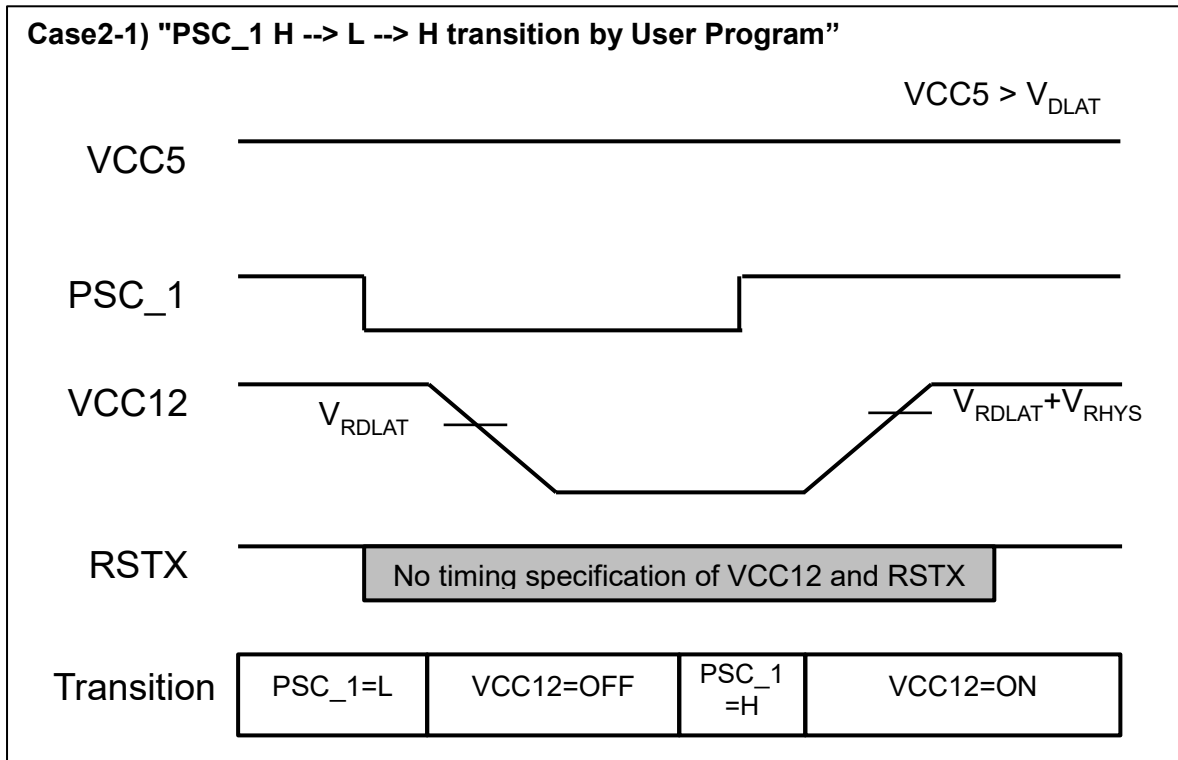 Case2-1) "PSC_1 H --> L --> H transition by User Program”
VCC5 > VDLAT
VCC5
PSC_1
VCC12
VRDLAT
VRDLAT+VRHYS
RSTX
No timing specification of VCC12 and RSTX
Transition
PSC_1=L
VCC12=OFF
PSC_1
=H
VCC12=ON